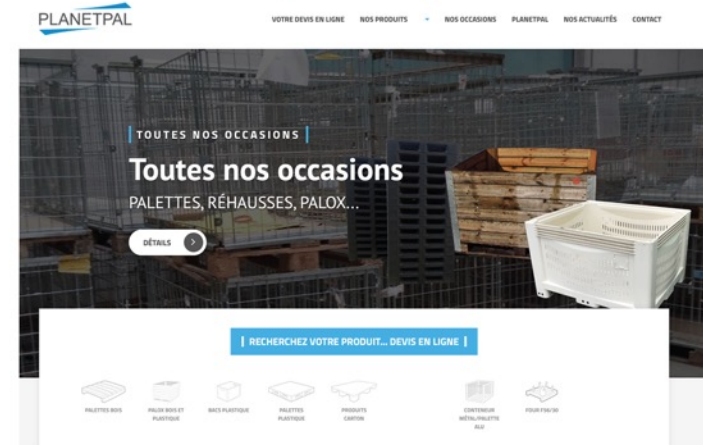 PLANETPAL
VOTRE DEVIS EN LIGNE NOS PRODUITS NOS OCCASIONS PLANETPAL NOS ACTUALITÉS CONTACT
TOUTES NOS OCCASIONS
Toutes nos occasions
PALETTES, RÉHAUSSES, PALOX...
DÉTAILS
RECHERCHEZ VOTRE PRODUIT... DEVIS EN LIGNE
PALETTES BOIS
PALOX BOIS ET
PLASTIQUE
BACS PLASTIQUE
PALETTES
PLASTIQUE
PRODUITS
CARTON
CONTENEUR
MÉTAL/PALETTE
ALU